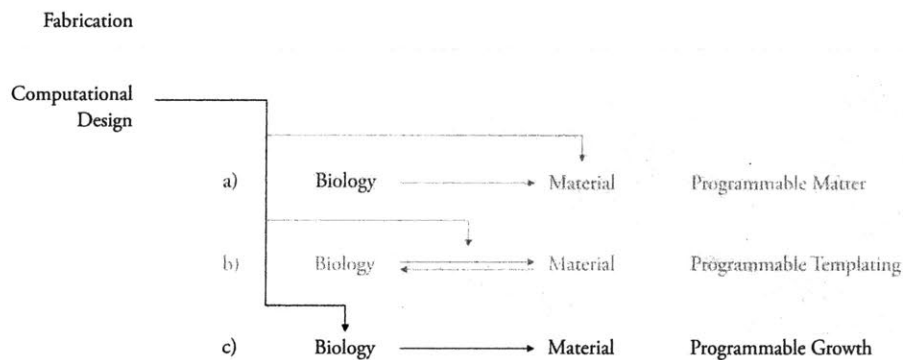 Fabrication
Computational
Design
a) Biology Material Programmable Matter
b) Biology Material Programmable Templating
c) Biology Material Programmable Growth